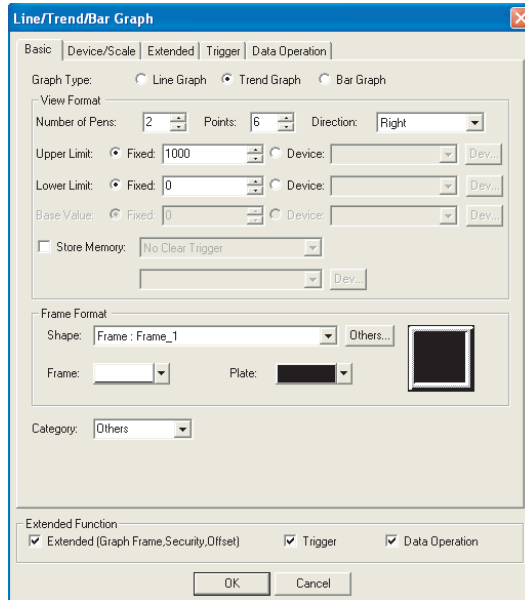 Line/Trend/Bar Graph
Basic Device/Scale Extended Trigger Data Operation
Graph Type: Line Graph Trend Graph Bar Graph
View Format
Number of Pens: 2 Points: 6 Direction: Right
Upper Limit: Fixed: 1000 Device: Dev...
Lower Limit: Fixed: 0 Device: Dev...
Base Value: Fixed: 0 Device: Dev...
Store Memory: No Clear Trigger
Dev...
Frame Format
Shape: Frame : Frame_1 Others...
Frame: Plate:
Category: Others
Extended Function
Extended (Graph Frame,Security,Offset) Trigger Data Operation
OK Cancel